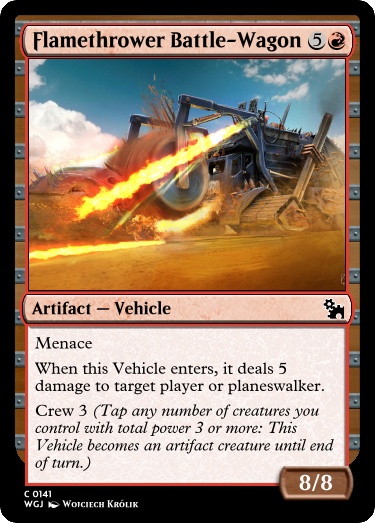 Flamethrower Battle-Wagon 5
Artifact — Vehicle
Menace
When this Vehicle enters, it deals 5
damage to target player or planeswalker.
Crew 3 (Tap any number of creatures you
control with total power 3 or more: This
Vehicle becomes an artifact creature until end
of turn.)
8/8
C 0141
WGJ Wojciech Królik